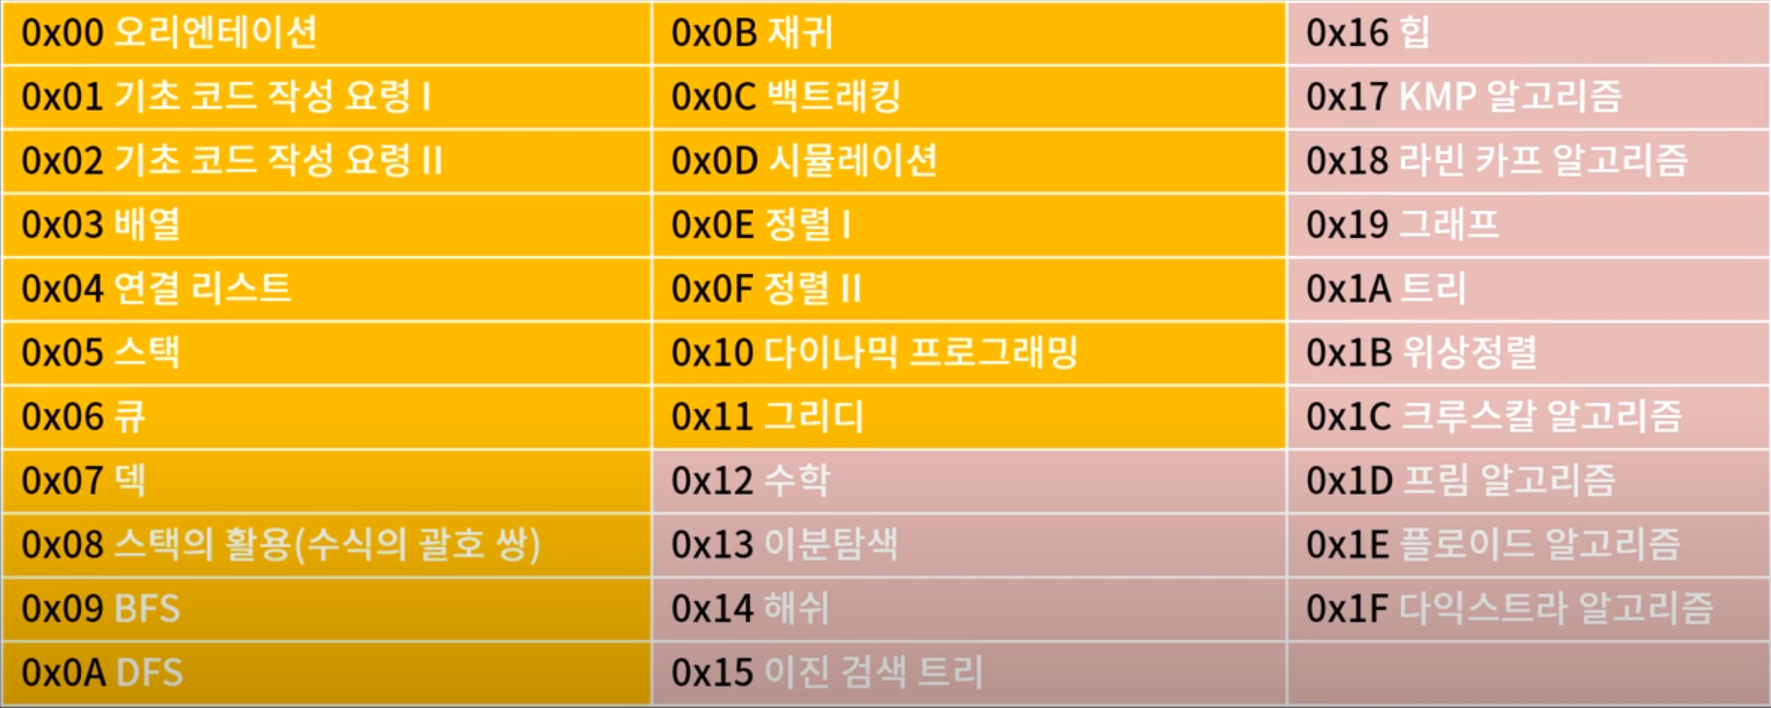 0x00 오리엔테이션
0x01 기초 코드 작성 요령 I
0x02 기초 코드 작성 요령 II
0x03 배열
0x04 연결 리스트
0x05 스택
0x06 큐
0x07 덱
0x08 스택의 활용(수식의 괄호 쌍)
0x09 BFS
0x0A DFS
0x0B 재귀
0x0C 백트래킹
0x0D 시뮬레이션
0x0E 정렬 I
0x0F 정렬 II
0x10 다이나믹 프로그래밍
0x11 그리디
0x12 수학
0x13 이분탐색
0x14 해쉬
0x15 이진 검색 트리
0x16 힙
0x17 KMP 알고리즘
0x18 라빈 카프 알고리즘
0x19 그래프
0x1A 트리
0x1B 위상정렬
0x1C 크루스칼 알고리즘
0x1D 프림 알고리즘
0x1E 플로이드 알고리즘
0x1F 다익스트라 알고리즘